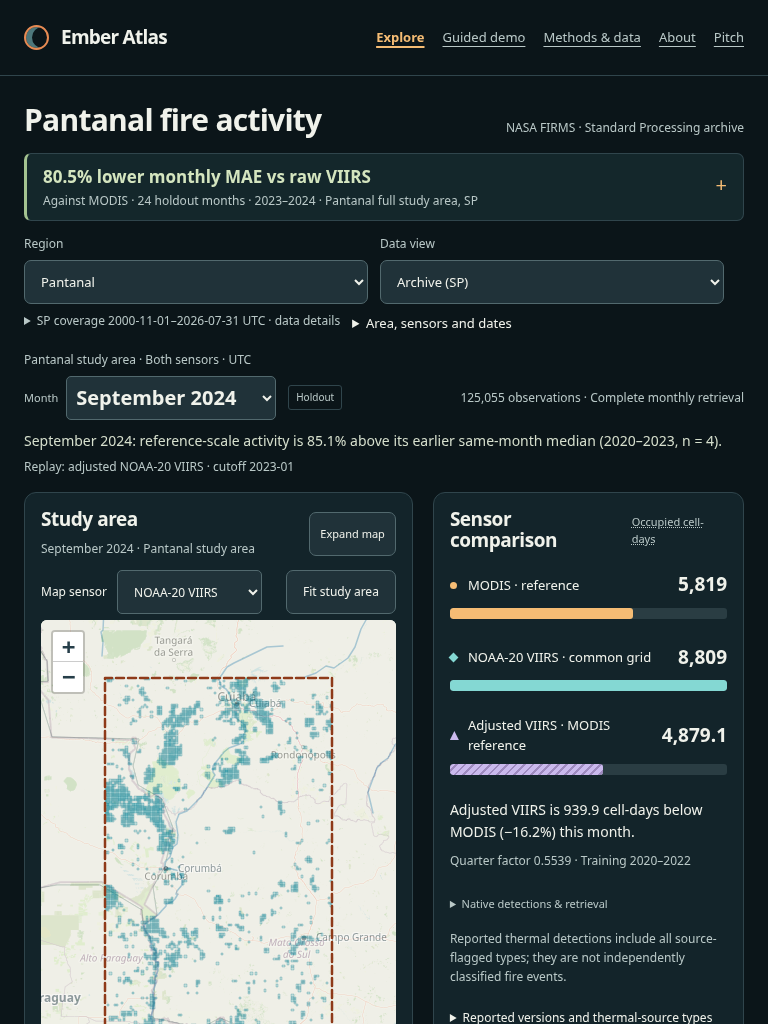 Ember Atlas
Explore
Guided demo
Methods & data
About
Pitch
Pantanal fire activity
NASA FIRMS · Standard Processing archive
80.5% lower monthly MAE vs raw VIIRS
Against MODIS · 24 holdout months · 2023–2024 · Pantanal full study area, SP
+
Region
Data view
Pantanal
Archive (SP)
SP coverage 2000-11-01–2026-07-31 UTC · data details
Area, sensors and dates
Pantanal study area · Both sensors · UTC
Month
September 2024
Holdout
125,055 observations · Complete monthly retrieval
September 2024: reference-scale activity is 85.1% above its earlier same-month median (2020–2023, n = 4).
Replay: adjusted NOAA-20 VIIRS · cutoff 2023-01
Study area
September 2024 · Pantanal study area
Expand map
Map sensor
NOAA-20 VIIRS
Fit study area
+
−
Tangará
da Serra
Cuiabá
Cuiabá
Rondonópolis
Corumbá
Corumbá
Campo Grande
Mato Grosso
do Sul
Alto Paraguay
raguay
Sensor
comparison
Occupied cell-
days
MODIS · reference
5,819
NOAA-20 VIIRS · common grid
8,809
Adjusted VIIRS · MODIS
reference
4,879.1
Adjusted VIIRS is 939.9 cell-days below
MODIS (−16.2%) this month.
Quarter factor 0.5539 · Training 2020–2022
Native detections & retrieval
Reported thermal detections include all source-
flagged types; they are not independently
classified fire events.
Reported versions and thermal-source types